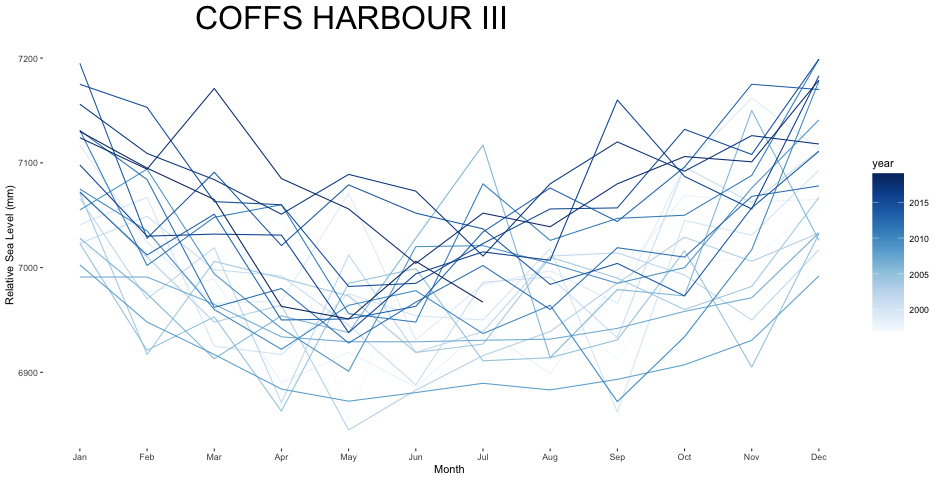 COFFS HARBOUR III
7200
7100
7000
6900
Relative Sea Level (mm)
Jan Feb Mar Apr May Jun Jul Aug Sep Oct Nov Dec
Month
year
2015
2010
2005
2000